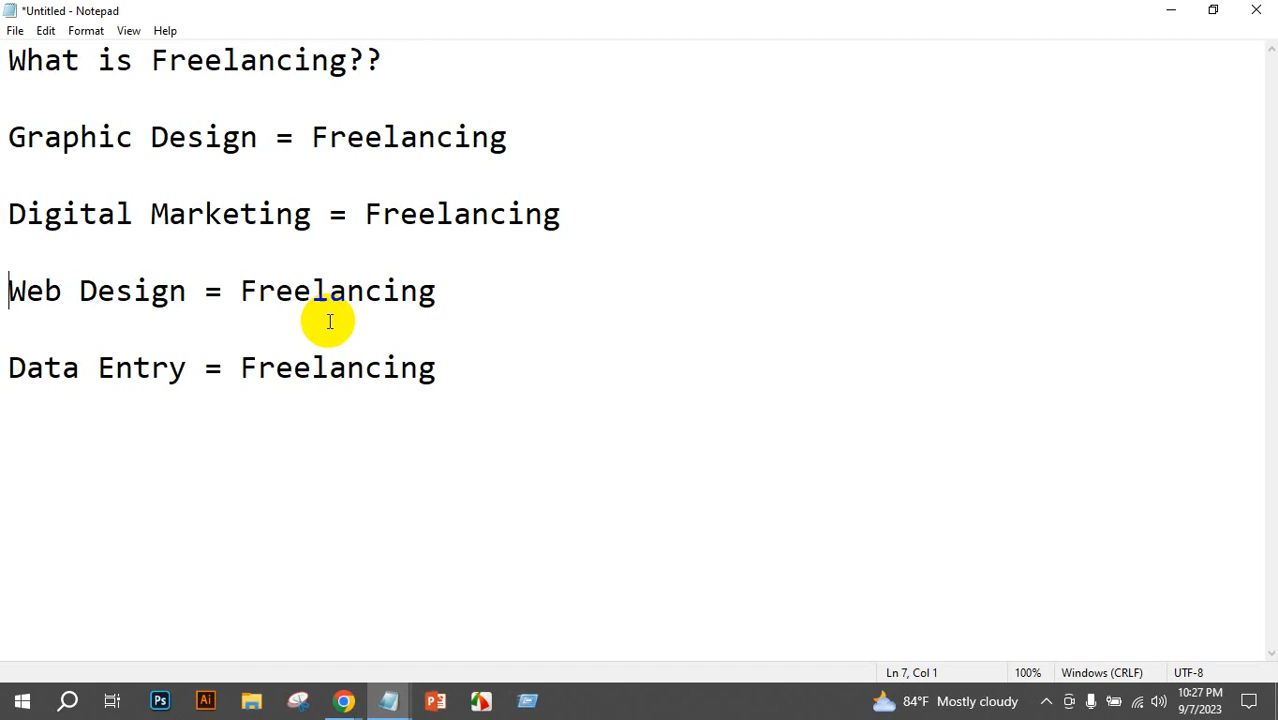 *Untitled - Notepad
File Edit Format View Help
What is Freelancing??
Graphic Design = Freelancing
Digital Marketing = Freelancing
Web Design = Freelancing
Data Entry = Freelancing
Ln 7, Col 1 100% Windows (CRLF) UTF-8
Ps Ai P 84°F Mostly cloudy 10:27 PM
9/7/2023